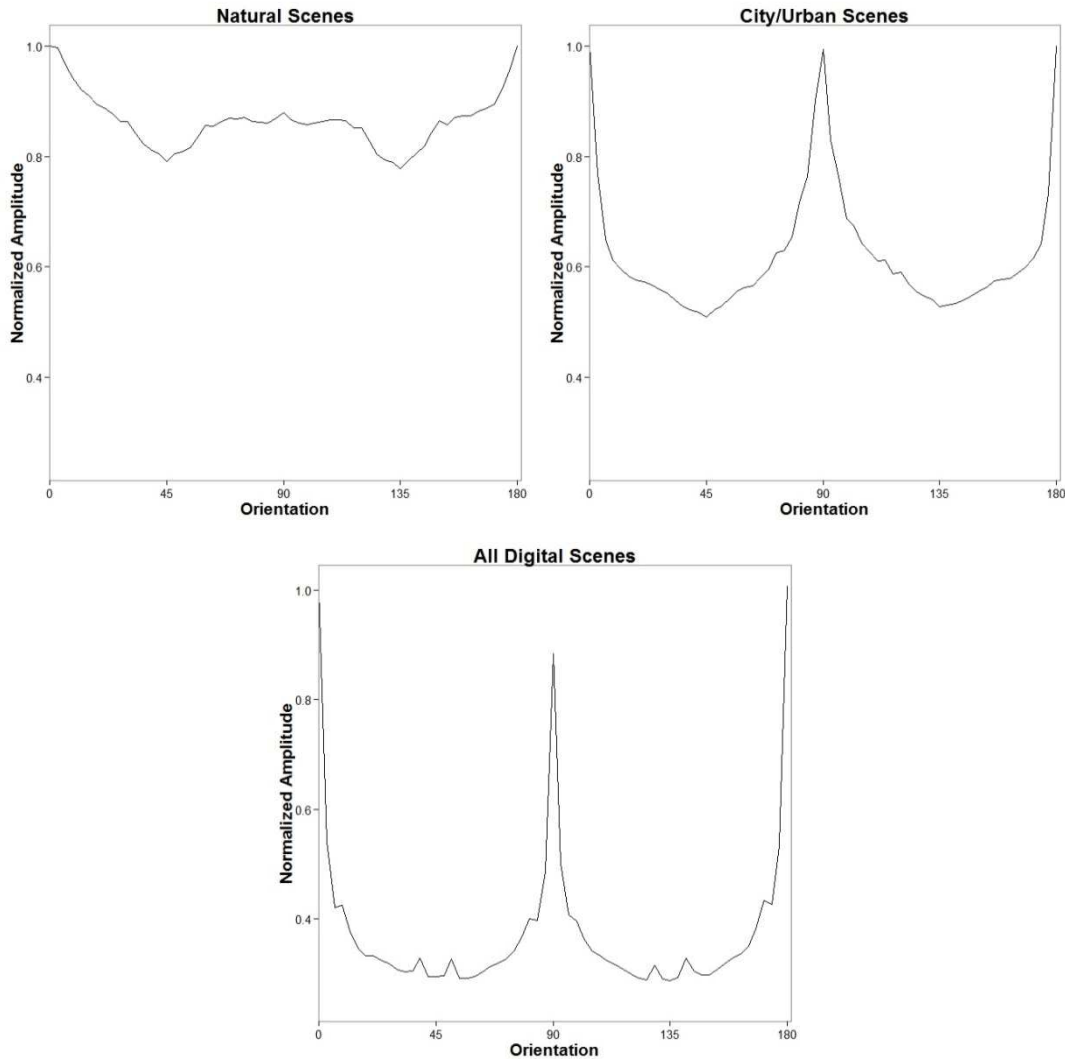 Natural Scenes
1.0
0.8
0.6
0.4
Normalized Amplitude
0 45 90 135 180
Orientation
City/Urban Scenes
1.0
0.8
0.6
0.4
Normalized Amplitude
0 45 90 135 180
Orientation
All Digital Scenes
1.0
0.8
0.6
0.4
Normalized Amplitude
0 45 90 135 180
Orientation